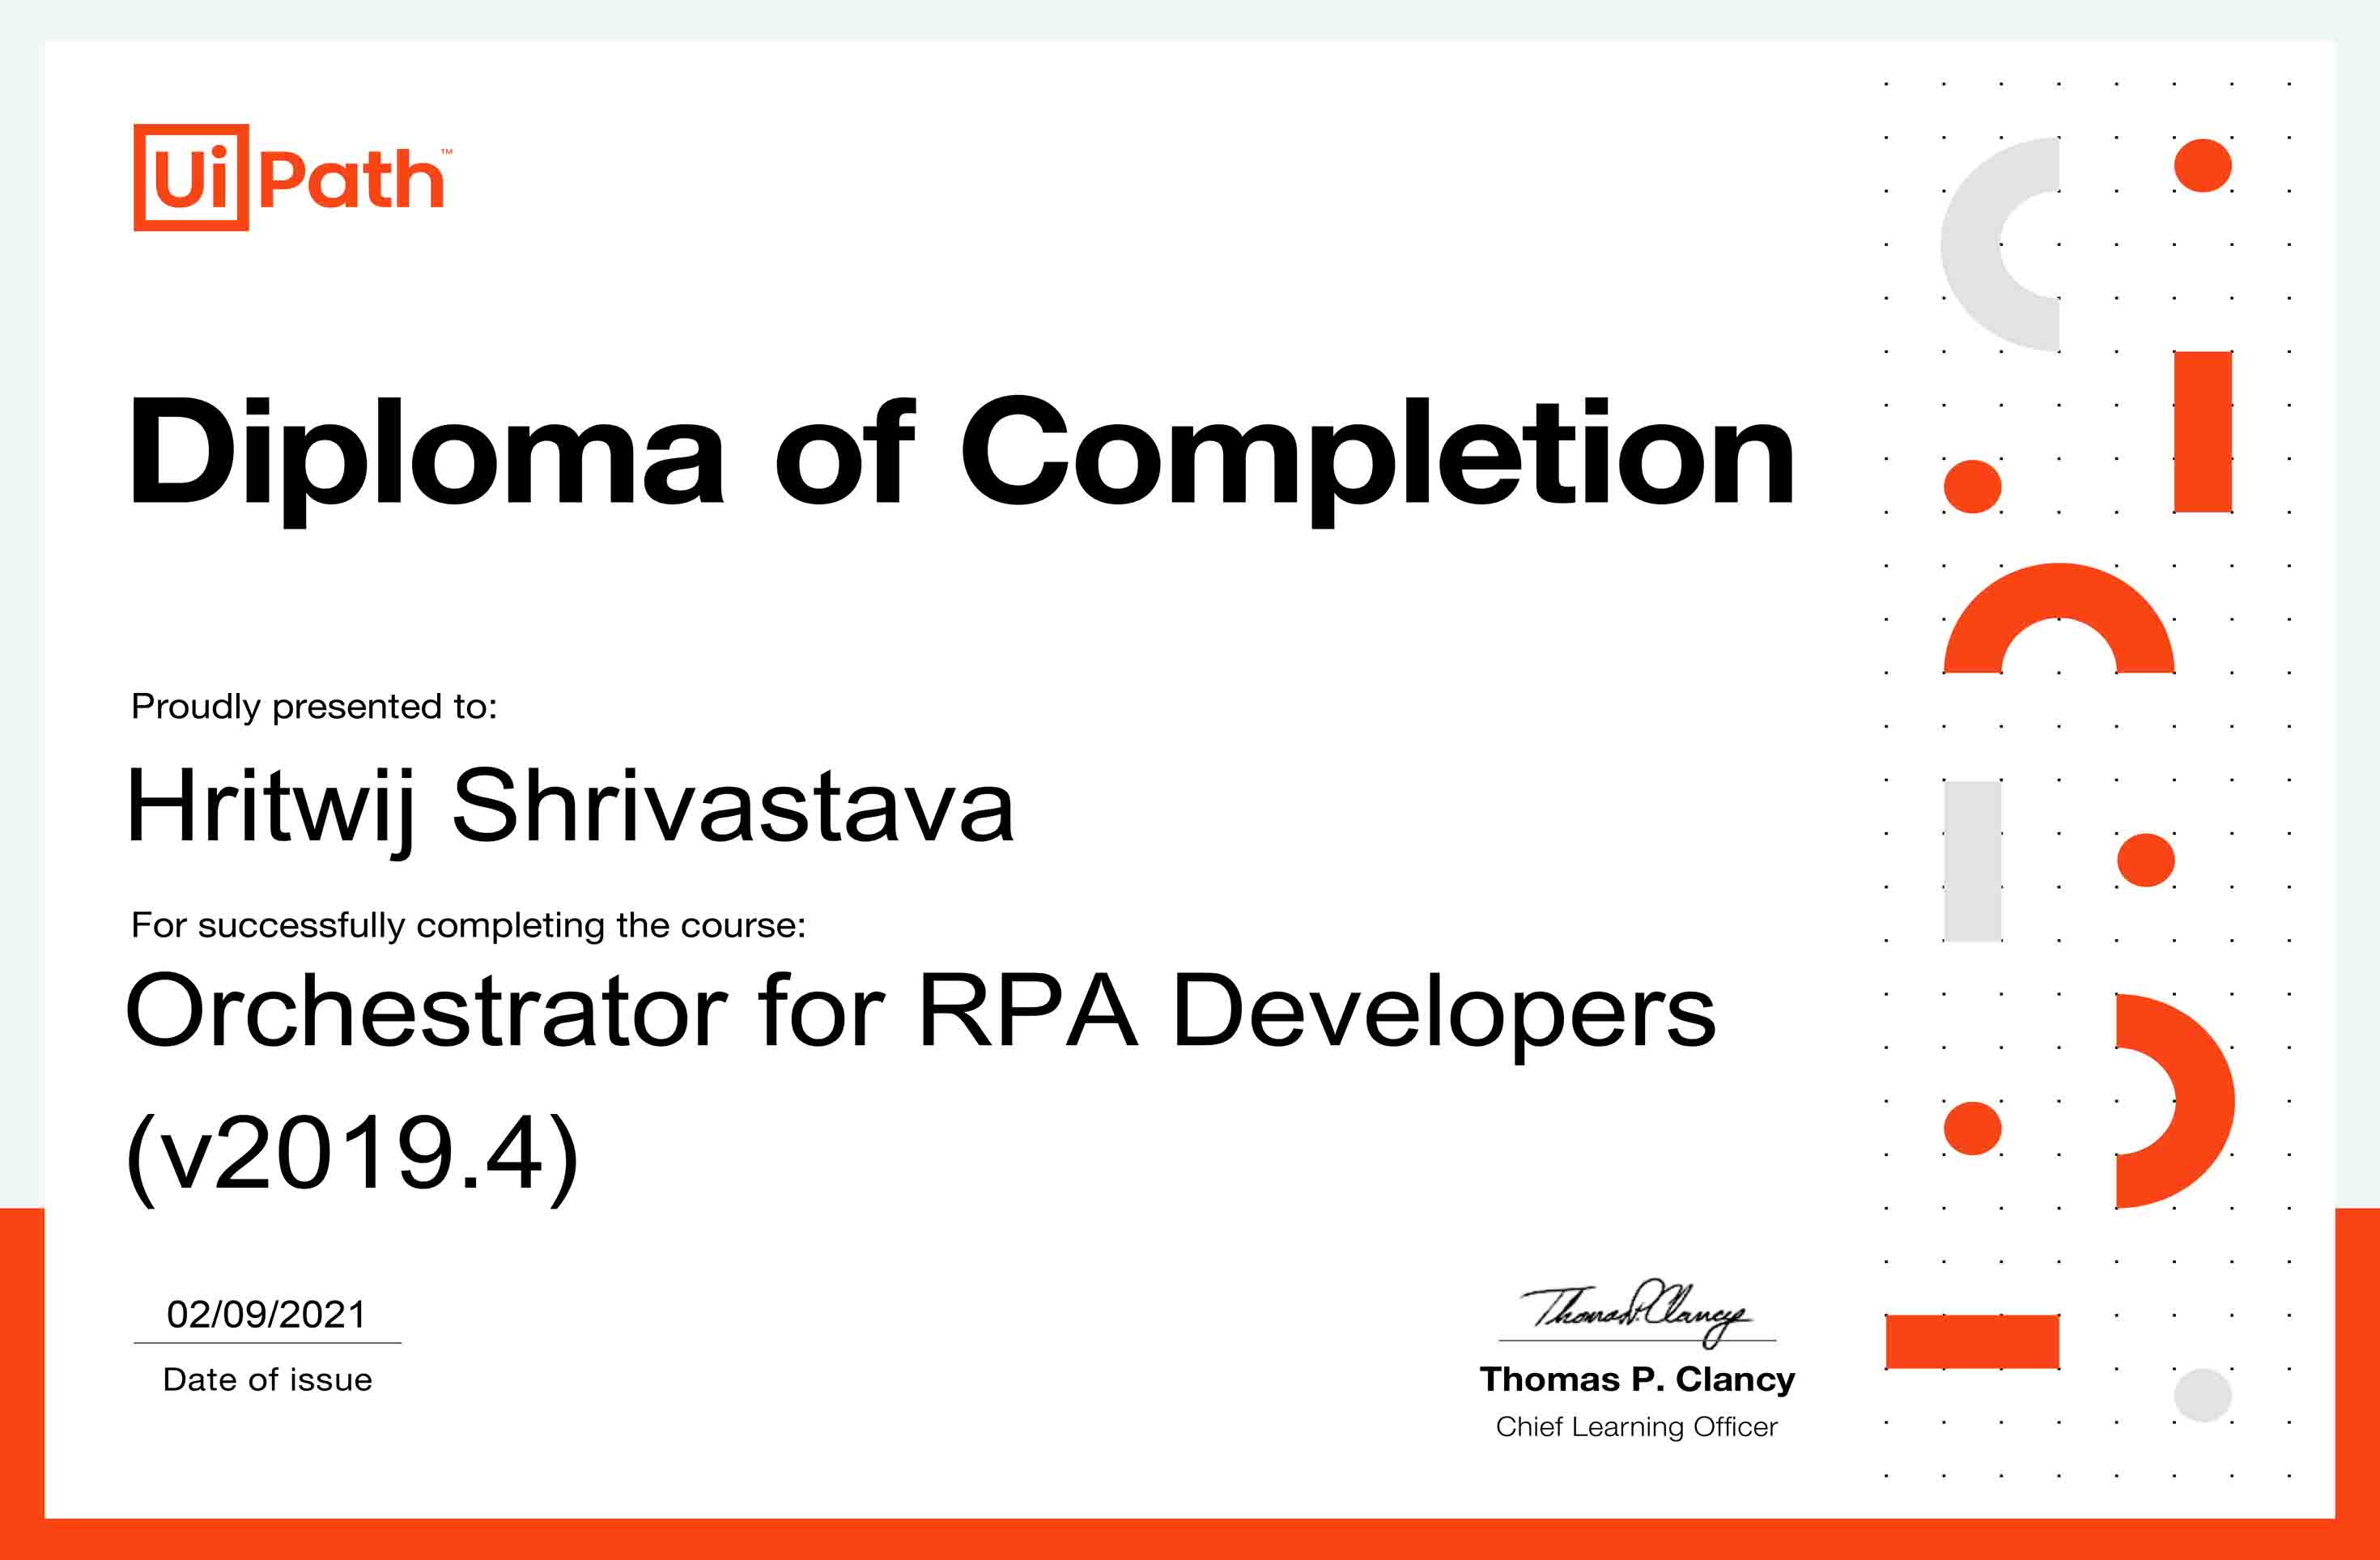 UiPath™
Diploma of Completion
Proudly presented to:
Hritwij Shrivastava
For successfully completing the course:
Orchestrator for RPA Developers
(v2019.4)
02/09/2021
Date of issue
Thomas P. Clancy
Thomas P. Clancy
Chief Learning Officer